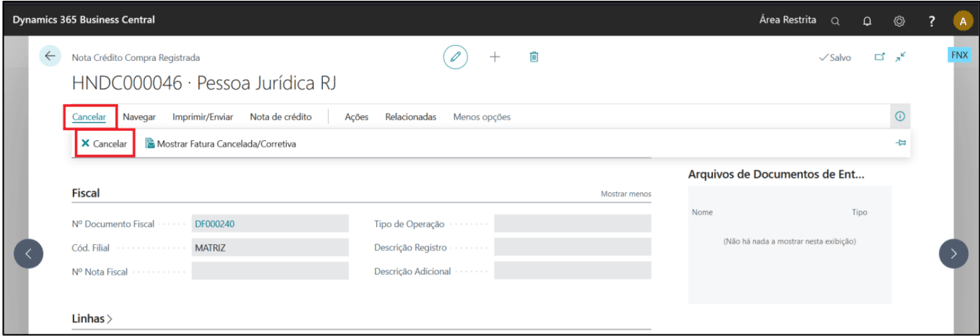 Dynamics 365 Business Central
Área Restrita
?
A
Nota Crédito Compra Registrada
Salvo
FNX
HNDC000046 · Pessoa Jurídica RJ
Cancelar Navegar Imprimir/Enviar Nota de crédito Ações Relacionadas Menos opções
Cancelar Mostrar Fatura Cancelada/Corretiva
Arquivos de Documentos de Ent...
Fiscal
Mostrar menos
Nome Tipo
Nº Documento Fiscal DF000240 Tipo de Operação
(Não há nada a mostrar nesta exibição)
Cód. Filial MATRIZ Descrição Registro
Nº Nota Fiscal Descrição Adicional
Linhas >